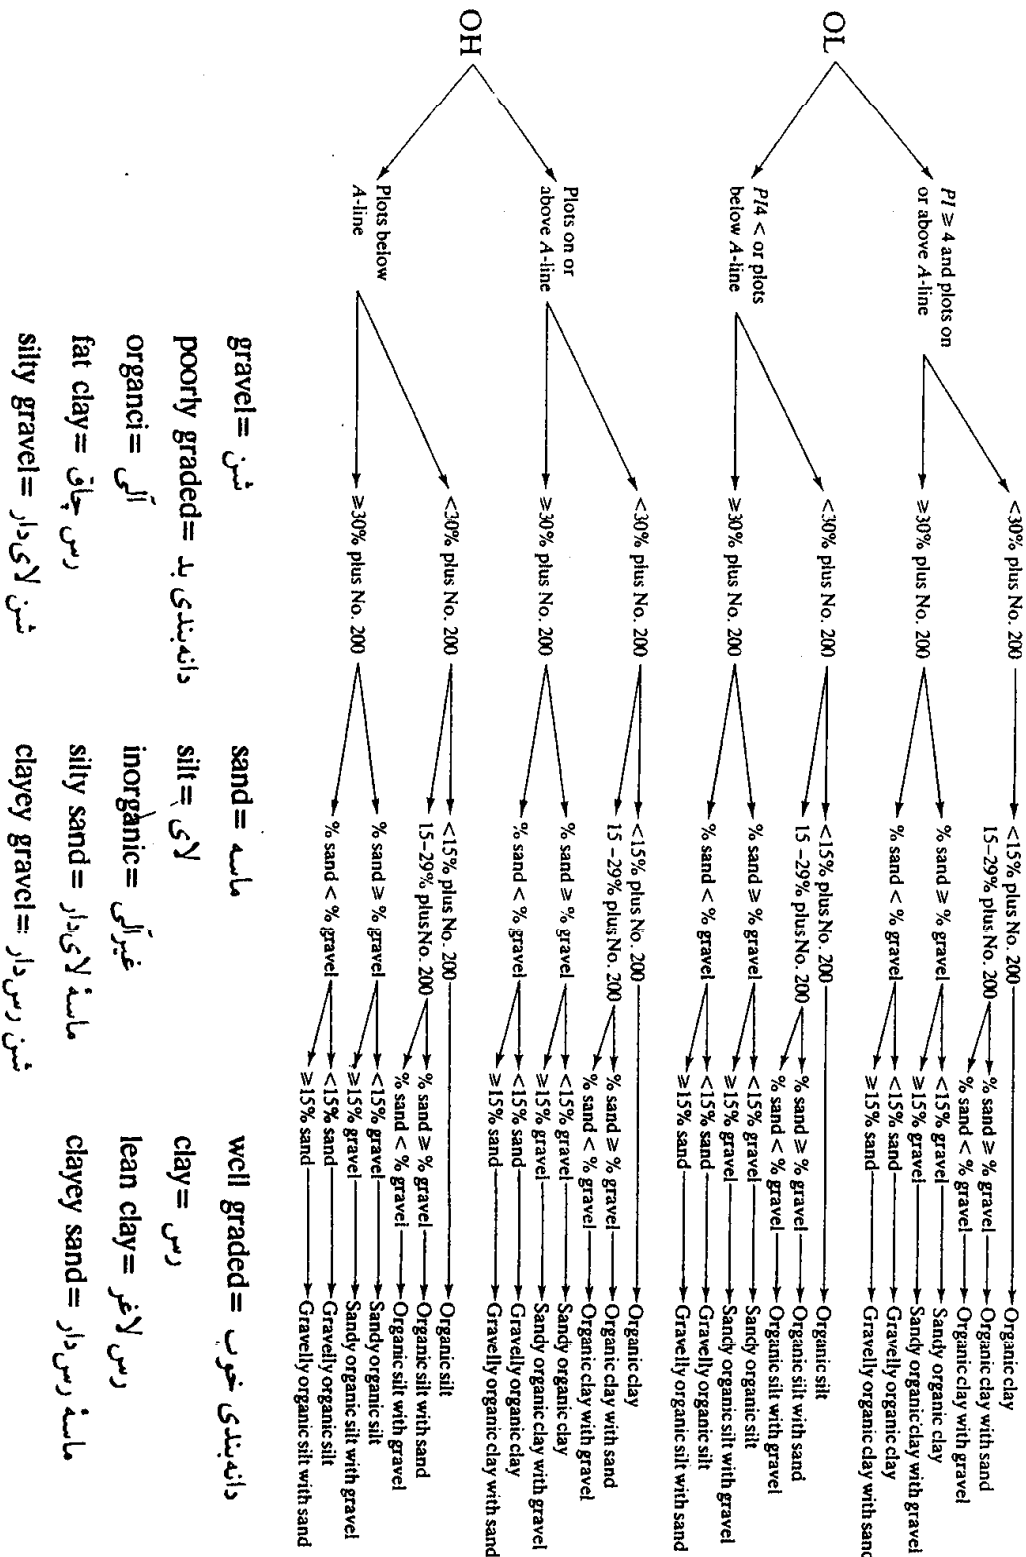 OL
PI ≥ 4 and plots on
or above A-line
<30% plus No. 200
<15% plus No. 200
Organic clay
15–29% plus No. 200
% sand ≥ % gravel
Organic clay with sand
% sand < % gravel
Organic clay with gravel
≥30% plus No. 200
% sand ≥ % gravel
<15% gravel
Sandy organic clay
≥15% gravel
Sandy organic clay with gravel
% sand < % gravel
<15% sand
Gravelly organic clay
≥15% sand
Gravelly organic clay with sand
PI4 < or plots
below A-line
<30% plus No. 200
<15% plus No. 200
Organic silt
15 –29% plus No. 200
% sand ≥ % gravel
Organic silt with sand
% sand < % gravel
Organic silt with gravel
≥30% plus No. 200
% sand ≥ % gravel
<15% gravel
Sandy organic silt
≥15% gravel
Sandy organic silt with gravel
% sand < % gravel
<15% sand
Gravelly organic silt
≥15% sand
Gravelly organic silt with sand
OH
Plots on or
above A-line
<30% plus No. 200
<15% plus No. 200
Organic clay
15 –29% plus No. 200
% sand ≥ % gravel
Organic clay with sand
% sand < % gravel
Organic clay with gravel
≥30% plus No. 200
% sand ≥ % gravel
<15% gravel
Sandy organic clay
≥15% gravel
Sandy organic clay with gravel
% sand < % gravel
<15% sand
Gravelly organic clay
≥15% sand
Gravelly organic clay with sand
Plots below
A-line
<30% plus No. 200
<15% plus No. 200
Organic silt
15–29% plus No. 200
% sand ≥ % gravel
Organic silt with sand
% sand < % gravel
Organic silt with gravel
≥30% plus No. 200
% sand ≥ % gravel
<15% gravel
Sandy organic silt
≥15% gravel
Sandy organic silt with gravel
% sand < % gravel
<15% sand
Gravelly organic silt
≥15% sand
Gravelly organic silt with sand
gravel= شن sand= ماسه well graded= دانه‌بندی خوب
poorly graded= دانه‌بندی بد silt= لای clay= رس
organci= آلی inorganic= غیرآلی lean clay= رس لاغر
fat clay= رس چاق silty sand= ماسهٔ لای‌دار clayey sand= ماسهٔ رس‌دار
silty gravel= شن لای‌دار clayey gravel= شن رس‌دار